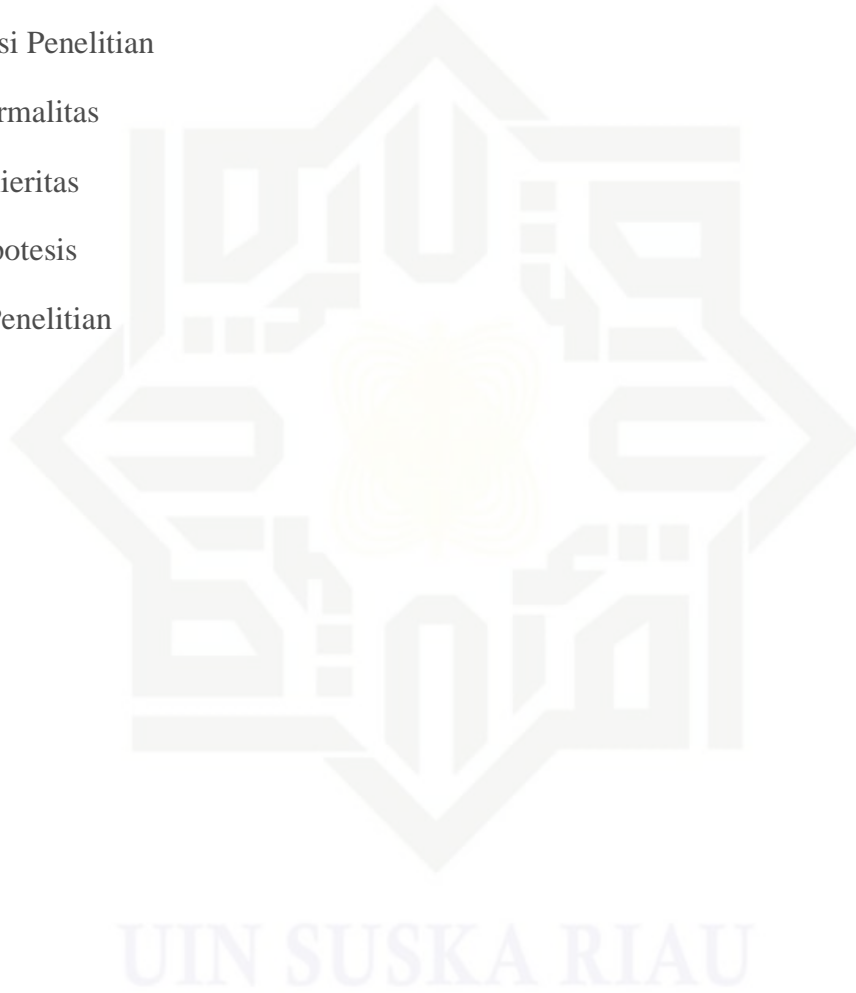 si Penelitian
rmalitas
ieritas
potesis
Penelitian
UIN SUSKA RIAU